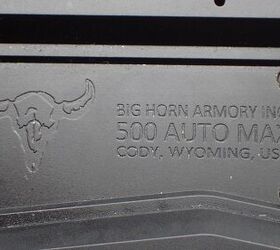 BIG HORN ARMORY INC
500 AUTO MAX
CODY, WYOMING, US